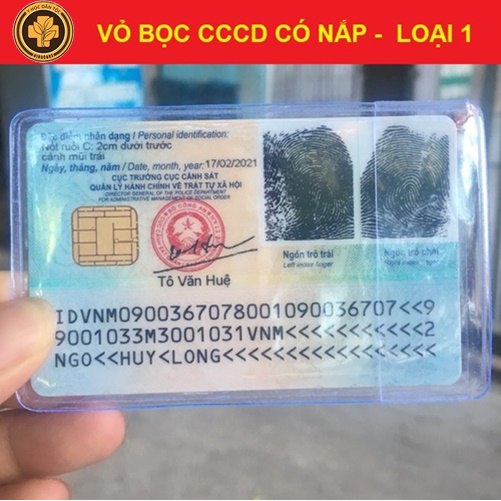 Y HỌC DÂN TỘC
VỎ BỌC CCCD CÓ NẮP - LOẠI 1
Đặc điểm nhân dạng / Personal identification:
Nốt ruồi C: 2cm dưới trước
cánh mũi trái
Ngày, tháng, năm / Date, month, year: 17/02/2021
CỤC TRƯỞNG CỤC CẢNH SÁT
QUẢN LÝ HÀNH CHÍNH VỀ TRẬT TỰ XÃ HỘI
DIRECTOR GENERAL OF THE POLICE DEPARTMENT
FOR ADMINISTRATIVE MANAGEMENT OF SOCIAL ORDER
Tô Văn Huệ
Ngón trỏ trái
Left index finger
Ngón trỏ phải
Right index finger
IDVNM0900367078001090036707<<9
9001033M3001031VNM<<<<<<<<<<<2
NGO<<HUY<LONG<<<<<<<<<<<<<<<<<